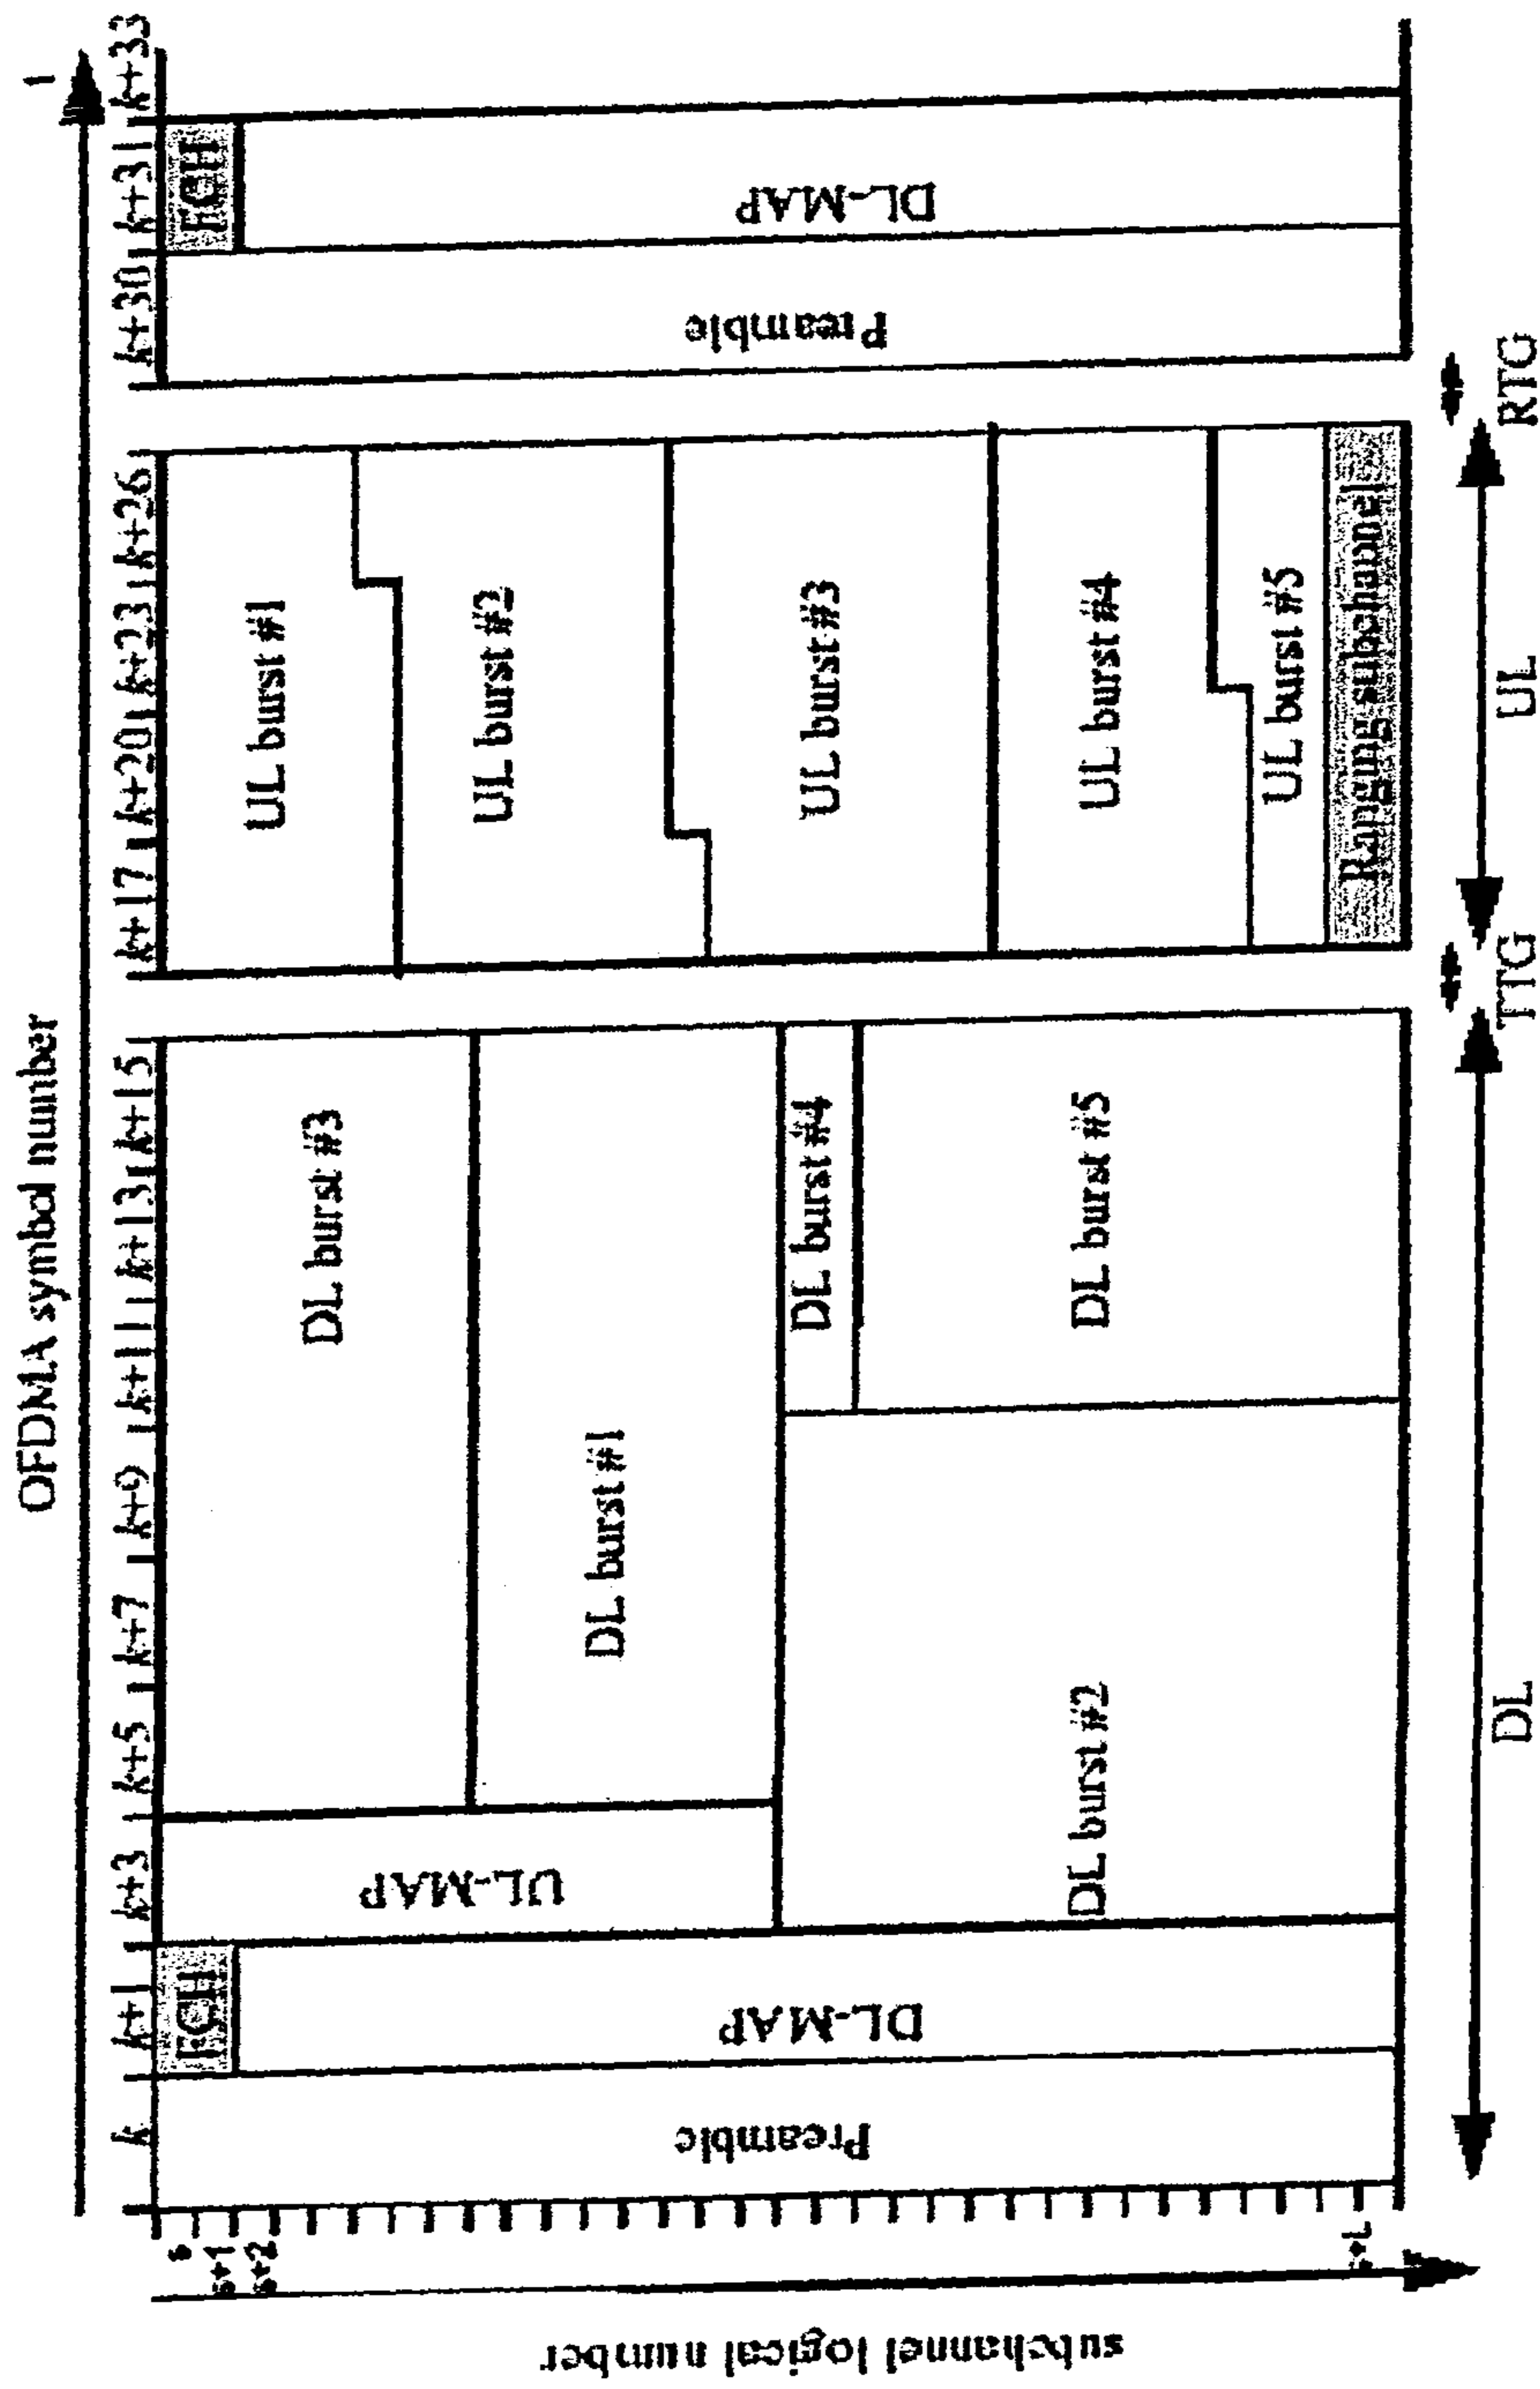 OFDMA symbol number
t
k k+1 k+3 k+5 k+7 k+9 k+11 k+13 k+15 k+17 k+20 k+23 k+26 k+30 k+31 k+33
subchannel logical number
s
s+1
s+2
s+L
Preamble
FCH
DL-MAP
UL-MAP
DL burst #3
DL burst #1
DL burst #2
DL burst #4
DL burst #5
UL burst #1
UL burst #2
UL burst #3
UL burst #4
UL burst #5
Ranging subchannel
Preamble
FCH
DL-MAP
DL
TTG
UL
RTG